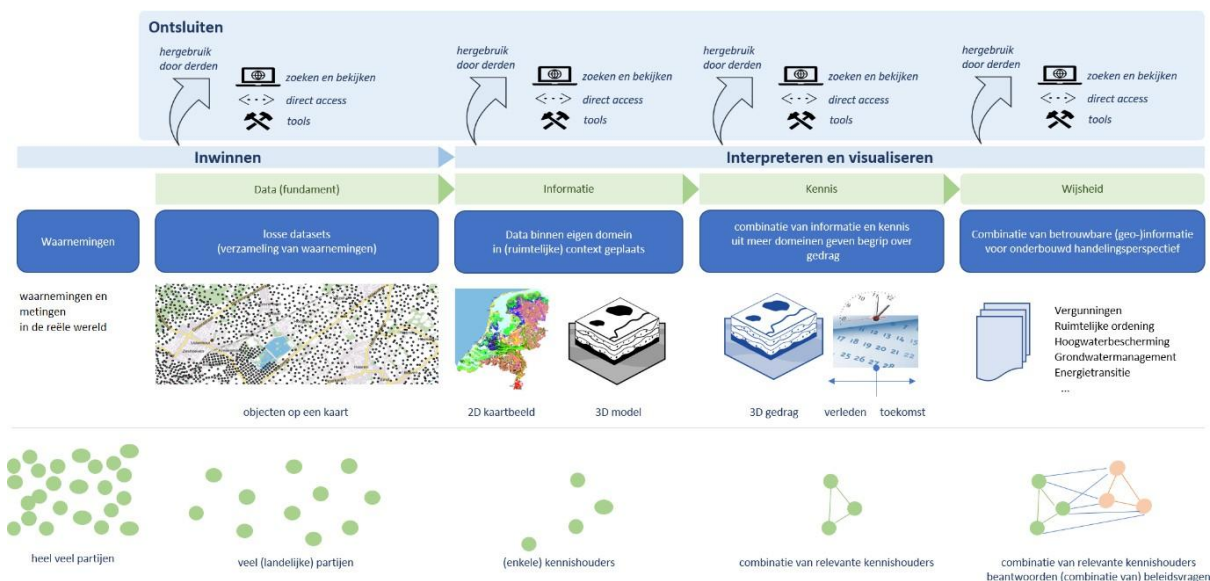 Ontsluiten
hergebruik
door derden
zoeken en bekijken
direct access
tools
hergebruik
door derden
zoeken en bekijken
direct access
tools
hergebruik
door derden
zoeken en bekijken
direct access
tools
hergebruik
door derden
zoeken en bekijken
direct access
tools
Inwinnen
Interpreteren en visualiseren
Data (fundament)
Informatie
Kennis
Wijsheid
Waarnemingen
losse datasets
(verzameling van waarnemingen)
Data binnen eigen domein
in (ruimtelijke) context geplaats
combinatie van informatie en kennis
uit meer domeinen geven begrip over
gedrag
Combinatie van betrouwbare (geo-)informatie
voor onderbouwd handelingsperspectief
waarnemingen en
metingen
in de reële wereld
objecten op een kaart
2D kaartbeeld
3D model
3D gedrag
verleden
toekomst
Vergunningen
Ruimtelijke ordening
Hoogwaterbescherming
Grondwatermanagement
Energietransitie
...
heel veel partijen
veel (landelijke) partijen
(enkele) kennishouders
combinatie van relevante kennishouders
combinatie van relevante kennishouders
beantwoorden (combinatie van) beleidsvragen